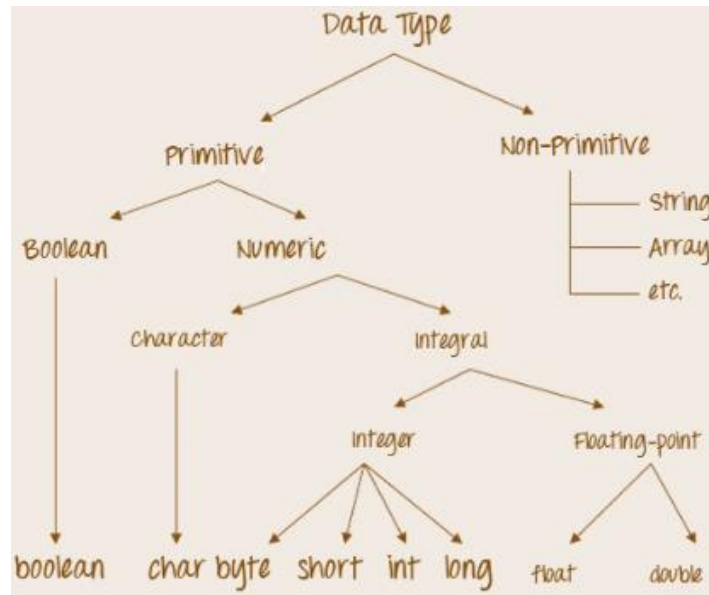 Data Type
Primitive
Non-Primitive
String
Array
etc.
Boolean
Numeric
Character
Integral
Integer
Floating-point
boolean
char byte short int long float double